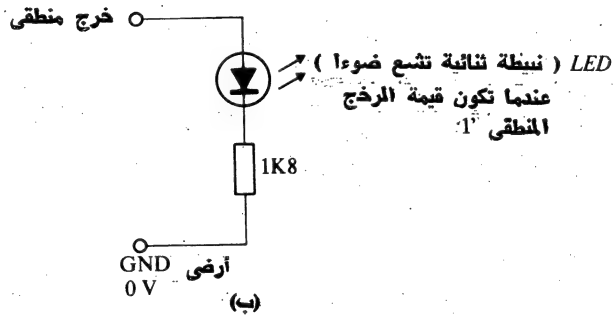 خرج منطقى
LED ( نبيطة ثنائية تشع ضوءا )
عندما تكون قيمة الرخج
المنطقى '1'
1K8
GND أرضى
0 V
(ب)